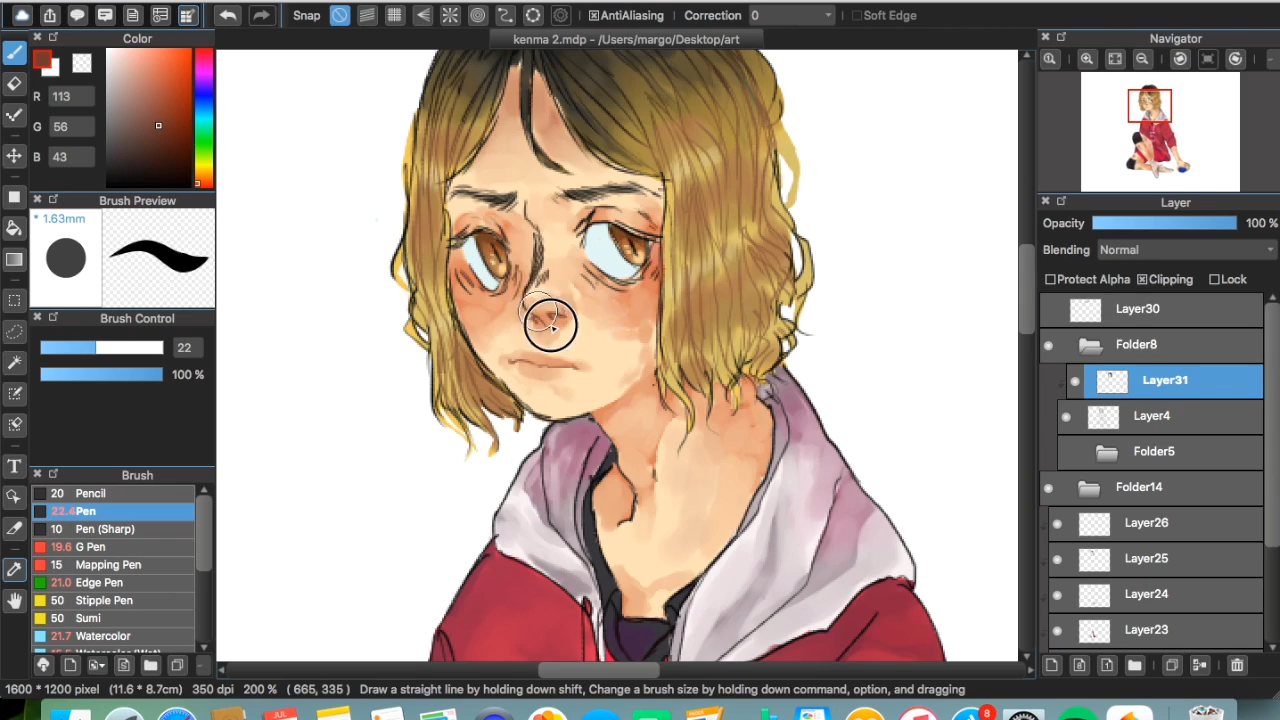 Snap
AntiAliasing
Correction 0
Soft Edge
Color
kenma 2.mdp - /Users/margo/Desktop/art
Navigator
R 113
G 56
B 43
Brush Preview
* 1.63mm
Layer
Opacity 100 %
Blending Normal
Protect Alpha Clipping Lock
Brush Control
22
100 %
Layer30
Folder8
Layer31
Layer4
Folder5
Folder14
Layer26
Layer25
Layer24
Layer23
Brush
20 Pencil
22.4 Pen
10 Pen (Sharp)
19.6 G Pen
15 Mapping Pen
21.0 Edge Pen
50 Stipple Pen
50 Sumi
21.7 Watercolor
1600 * 1200 pixel (11.6 * 8.7cm) 350 dpi 200 % ( 665, 335 ) Draw a straight line by holding down shift, Change a brush size by holding down command, option, and dragging
JUL
8